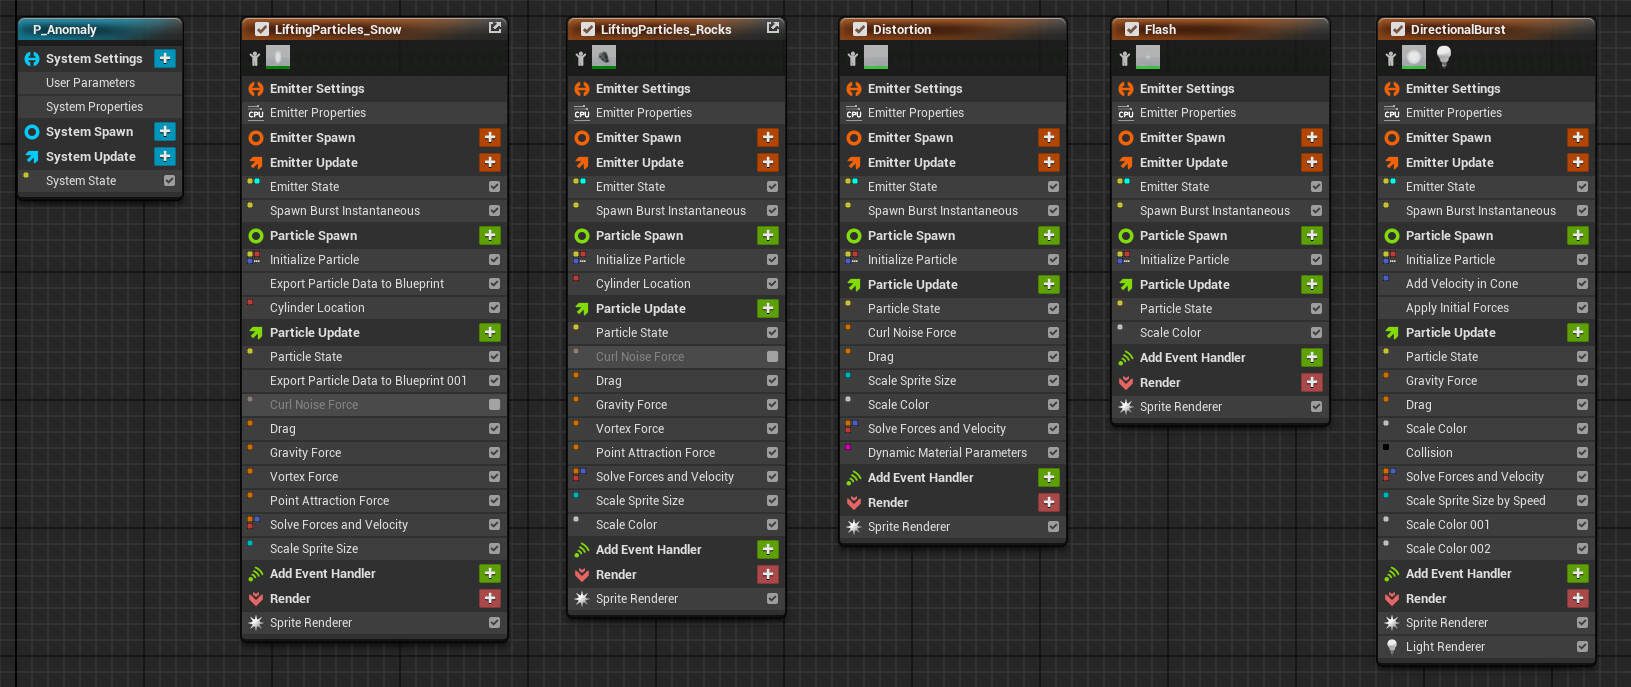 P_Anomaly
System Settings
User Parameters
System Properties
System Spawn
System Update
System State
LiftingParticles_Snow
Emitter Settings
CPU Emitter Properties
Emitter Spawn
Emitter Update
Emitter State
Spawn Burst Instantaneous
Particle Spawn
Initialize Particle
Export Particle Data to Blueprint
Cylinder Location
Particle Update
Particle State
Export Particle Data to Blueprint 001
Curl Noise Force
Drag
Gravity Force
Vortex Force
Point Attraction Force
Solve Forces and Velocity
Scale Sprite Size
Add Event Handler
Render
Sprite Renderer
LiftingParticles_Rocks
Emitter Settings
CPU Emitter Properties
Emitter Spawn
Emitter Update
Emitter State
Spawn Burst Instantaneous
Particle Spawn
Initialize Particle
Cylinder Location
Particle Update
Particle State
Curl Noise Force
Drag
Gravity Force
Vortex Force
Point Attraction Force
Solve Forces and Velocity
Scale Sprite Size
Scale Color
Add Event Handler
Render
Sprite Renderer
Distortion
Emitter Settings
CPU Emitter Properties
Emitter Spawn
Emitter Update
Emitter State
Spawn Burst Instantaneous
Particle Spawn
Initialize Particle
Particle Update
Particle State
Curl Noise Force
Drag
Scale Sprite Size
Scale Color
Solve Forces and Velocity
Dynamic Material Parameters
Add Event Handler
Render
Sprite Renderer
Flash
Emitter Settings
CPU Emitter Properties
Emitter Spawn
Emitter Update
Emitter State
Spawn Burst Instantaneous
Particle Spawn
Initialize Particle
Particle Update
Particle State
Scale Color
Add Event Handler
Render
Sprite Renderer
DirectionalBurst
Emitter Settings
CPU Emitter Properties
Emitter Spawn
Emitter Update
Emitter State
Spawn Burst Instantaneous
Particle Spawn
Initialize Particle
Add Velocity in Cone
Apply Initial Forces
Particle Update
Particle State
Gravity Force
Drag
Scale Color
Collision
Solve Forces and Velocity
Scale Sprite Size by Speed
Scale Color 001
Scale Color 002
Add Event Handler
Render
Sprite Renderer
Light Renderer